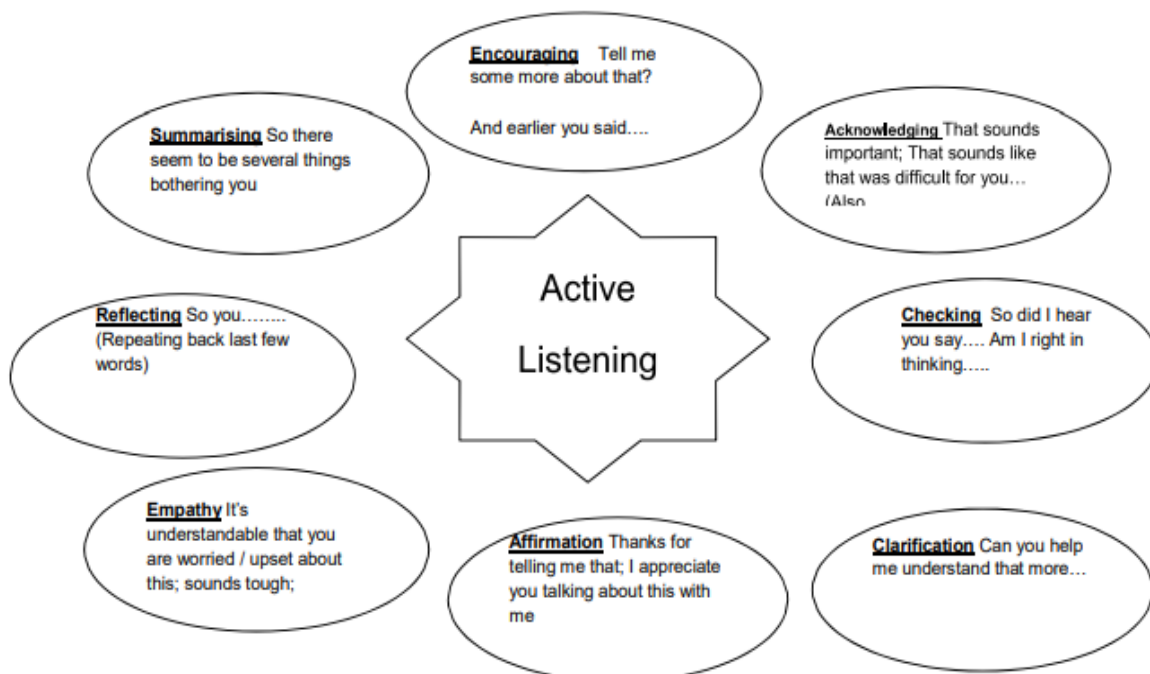 Encouraging Tell me
some more about that?
And earlier you said....
Summarising So there
seem to be several things
bothering you
Acknowledging That sounds
important; That sounds like
that was difficult for you...
(Also
Active
Listening
Reflecting So you........
(Repeating back last few
words)
Checking So did I hear
you say.... Am I right in
thinking.....
Empathy It's
understandable that you
are worried / upset about
this; sounds tough;
Affirmation Thanks for
telling me that; I appreciate
you talking about this with
me
Clarification Can you help
me understand that more...